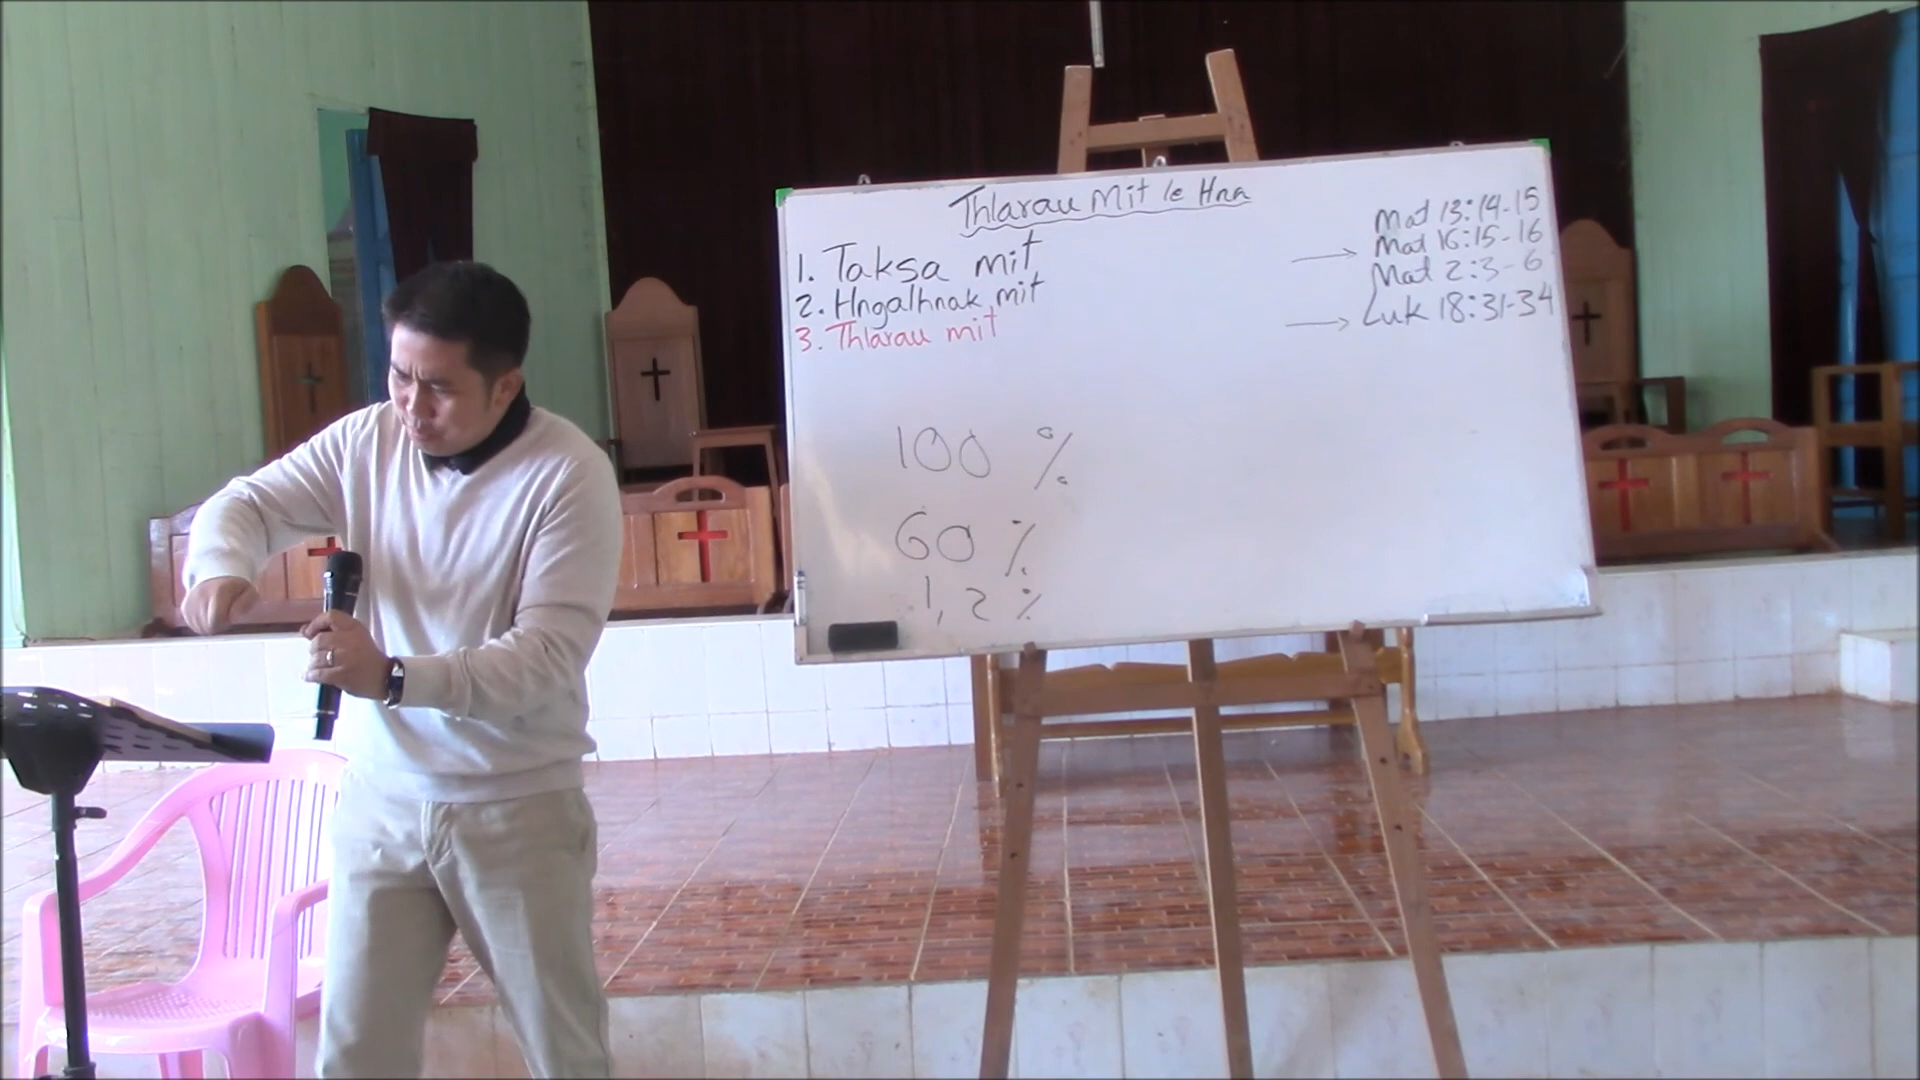 Thlarau Mit le Hna
1. Taksa mit
2. Hngalhnak mit
3. Thlarau mit
Mat 13:14-15
Mat 16:15-16
Mat 2:3-6
Luk 18:31-34
100 %
60 %
1,2 %